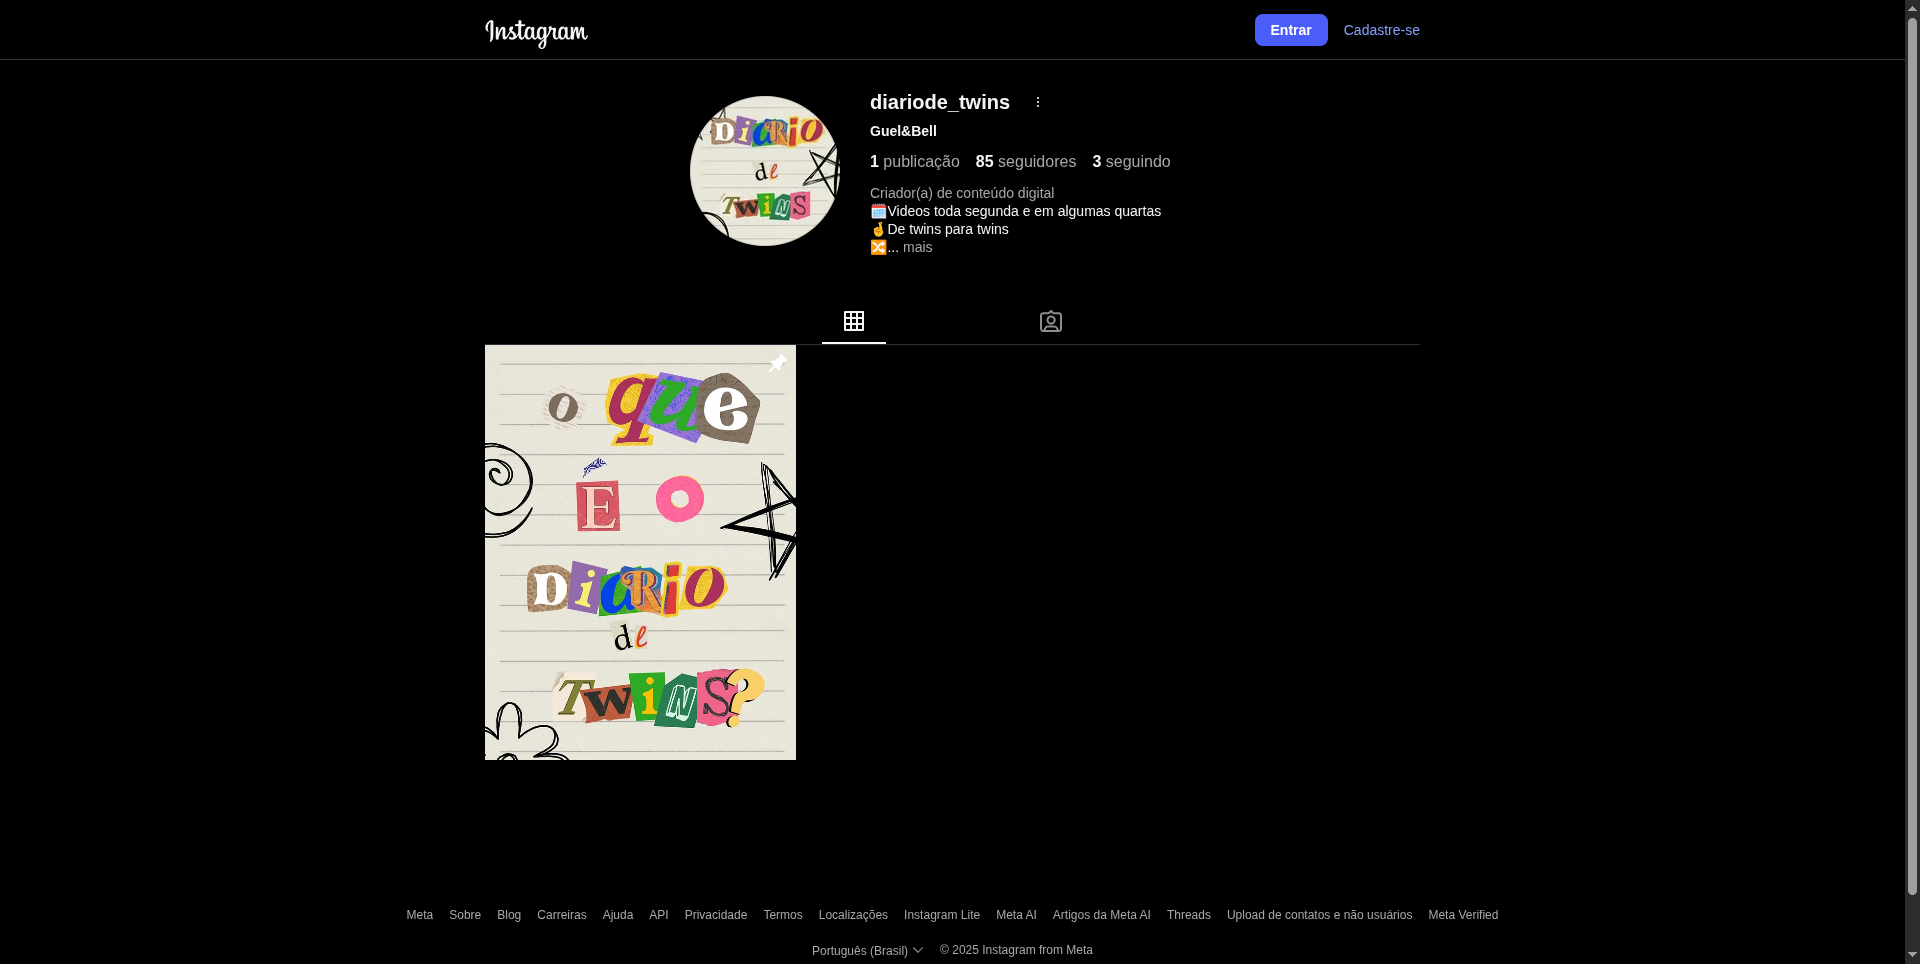 Instagram
Entrar
Cadastre-se
DiaRiO
de
TwiNS
diariode_twins
Guel&Bell
1 publicação 85 seguidores 3 seguindo
Criador(a) de conteúdo digital
🗓️Videos toda segunda e em algumas quartas
🤞De twins para twins
🔀... mais
o que
É O
DiaRiO
de
TwiNS?
Meta Sobre Blog Carreiras Ajuda API Privacidade Termos Localizações Instagram Lite Meta AI Artigos da Meta AI Threads Upload de contatos e não usuários Meta Verified
Português (Brasil) © 2025 Instagram from Meta